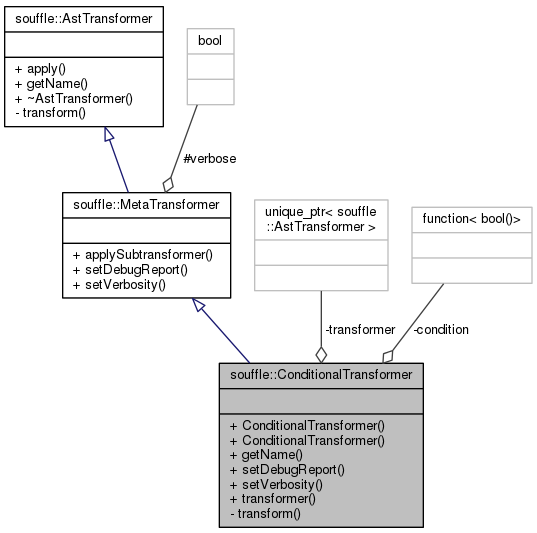 souffle::AstTransformer
+ apply()
+ getName()
+ ~AstTransformer()
- transform()
bool
#verbose
souffle::MetaTransformer
+ applySubtransformer()
+ setDebugReport()
+ setVerbosity()
unique_ptr< souffle
::AstTransformer >
function< bool()>
-transformer
-condition
souffle::ConditionalTransformer
+ ConditionalTransformer()
+ ConditionalTransformer()
+ getName()
+ setDebugReport()
+ setVerbosity()
+ transformer()
- transform()